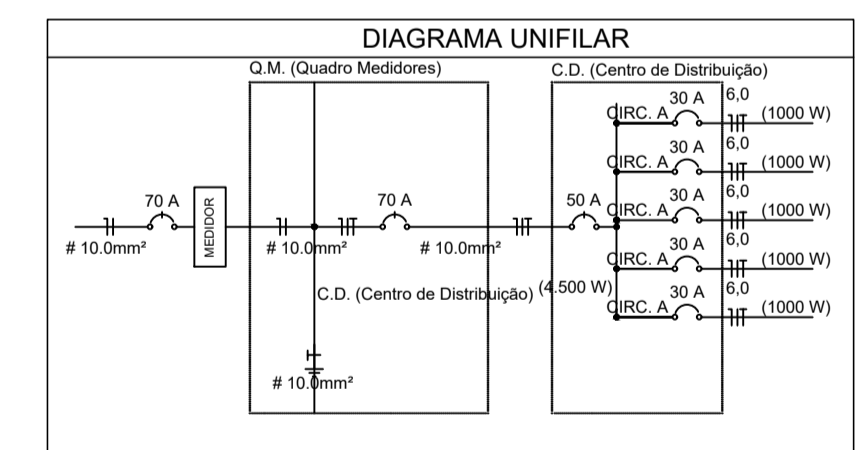 DIAGRAMA UNIFILAR
Q.M. (Quadro Medidores)
C.D. (Centro de Distribuição)
70 A
# 10.0mm²
MEDIDOR
# 10.0mm²
70 A
# 10.0mm²
C.D. (Centro de Distribuição)
(4.500 W)
# 10.0mm²
50 A
CIRC. A
30 A
6,0
(1000 W)
CIRC. A
30 A
6,0
(1000 W)
CIRC. A
30 A
6,0
(1000 W)
CIRC. A
30 A
6,0
(1000 W)
CIRC. A
30 A
6,0
(1000 W)